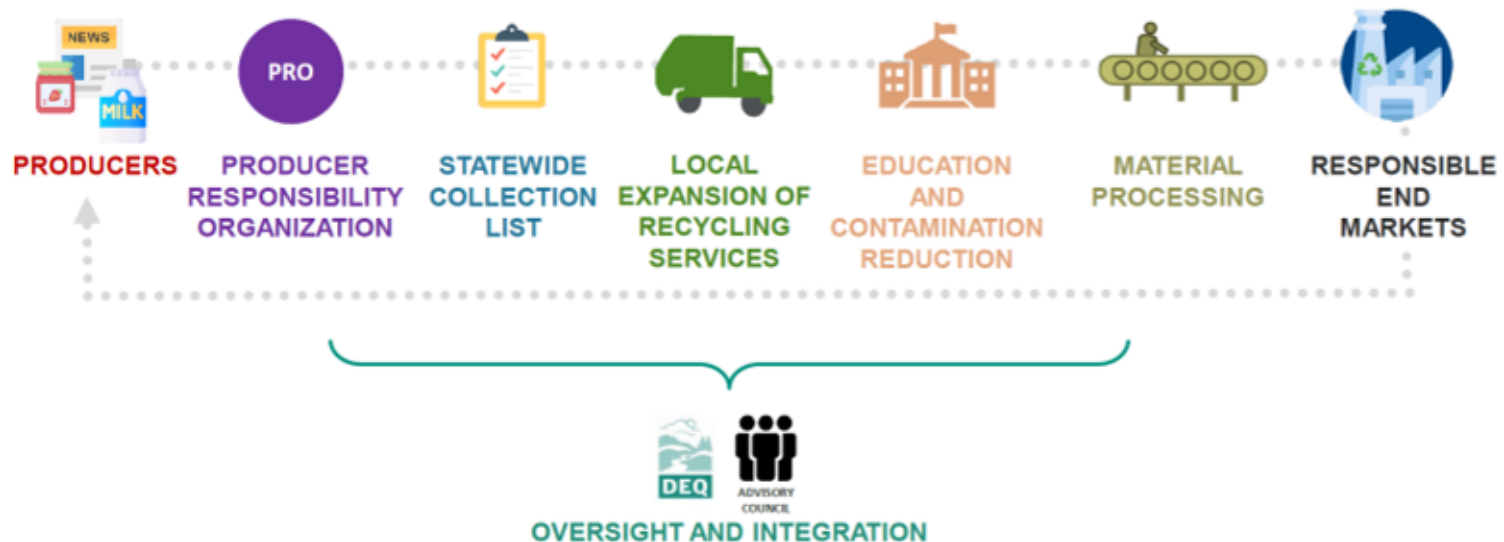 NEWS
MILK
PRO
PRODUCERS
PRODUCER
RESPONSIBILITY
ORGANIZATION
STATEWIDE
COLLECTION
LIST
LOCAL
EXPANSION OF
RECYCLING
SERVICES
EDUCATION
AND
CONTAMINATION
REDUCTION
MATERIAL
PROCESSING
RESPONSIBLE
END
MARKETS
DEQ
ADVISORY
COUNCIL
OVERSIGHT AND INTEGRATION